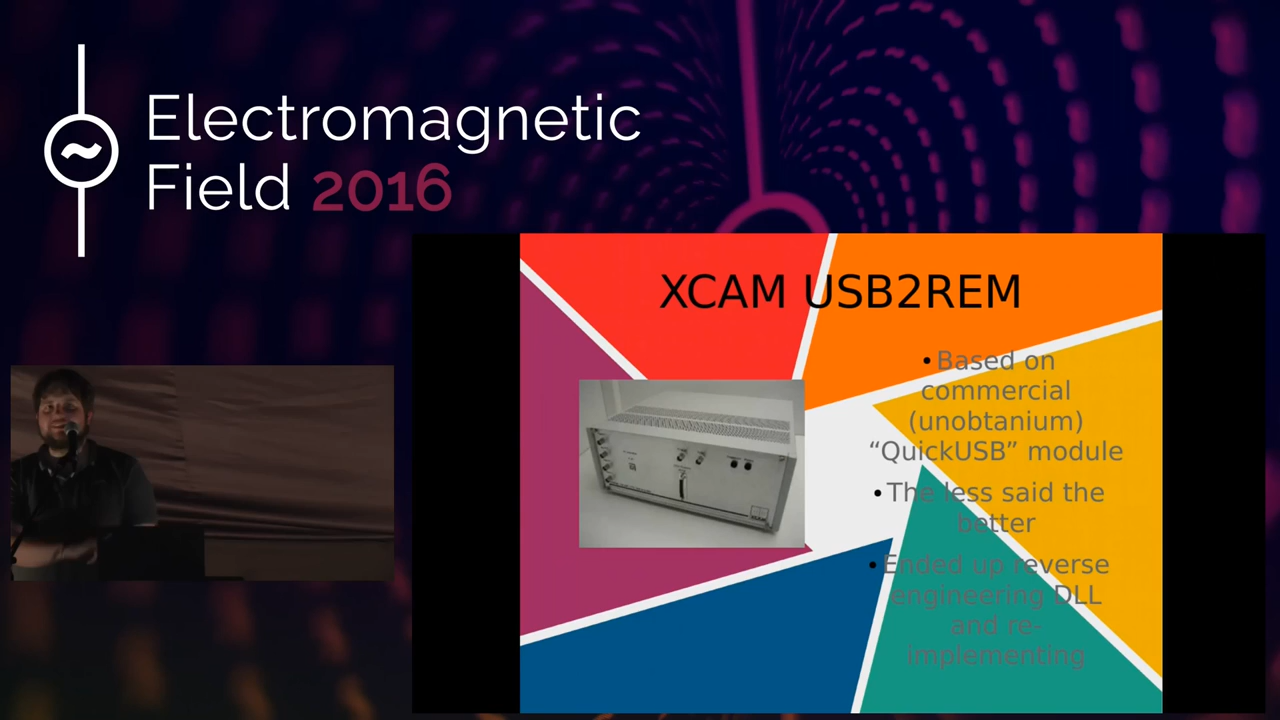 Electromagnetic
Field 2016
XCAM USB2REM
•Based on
commercial
(unobtanium)
“QuickUSB” module
•The less said the
better
•Ended up reverse
engineering DLL
and re-
implementing